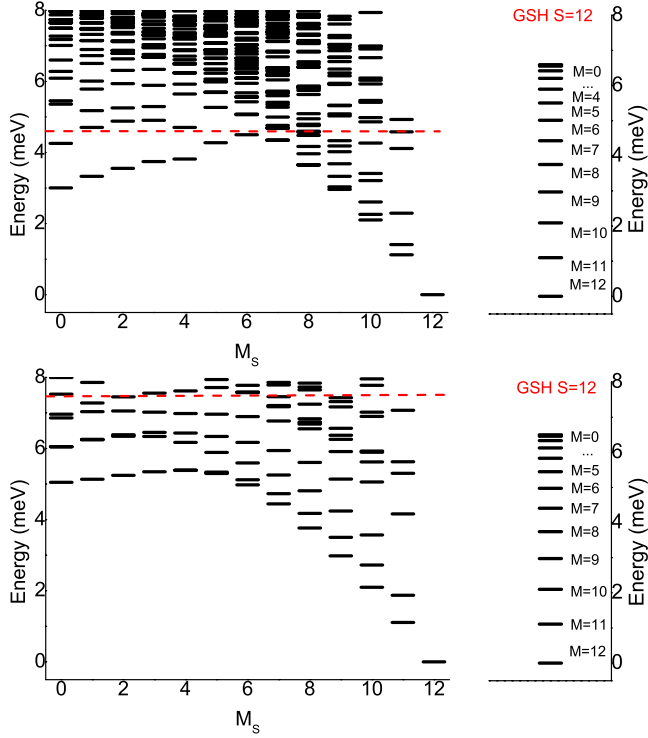 GSH S=12
8
6
4
2
0
Energy (meV)
0 2 4 6 8 10 12
M_S
M=0
...
M=4
M=5
M=6
M=7
M=8
M=9
M=10
M=11
M=12
8
6
4
2
0
Energy (meV)
GSH S=12
8
6
4
2
0
Energy (meV)
0 2 4 6 8 10 12
M_S
M=0
...
M=5
M=6
M=7
M=8
M=9
M=10
M=11
M=12
8
6
4
2
0
Energy (meV)